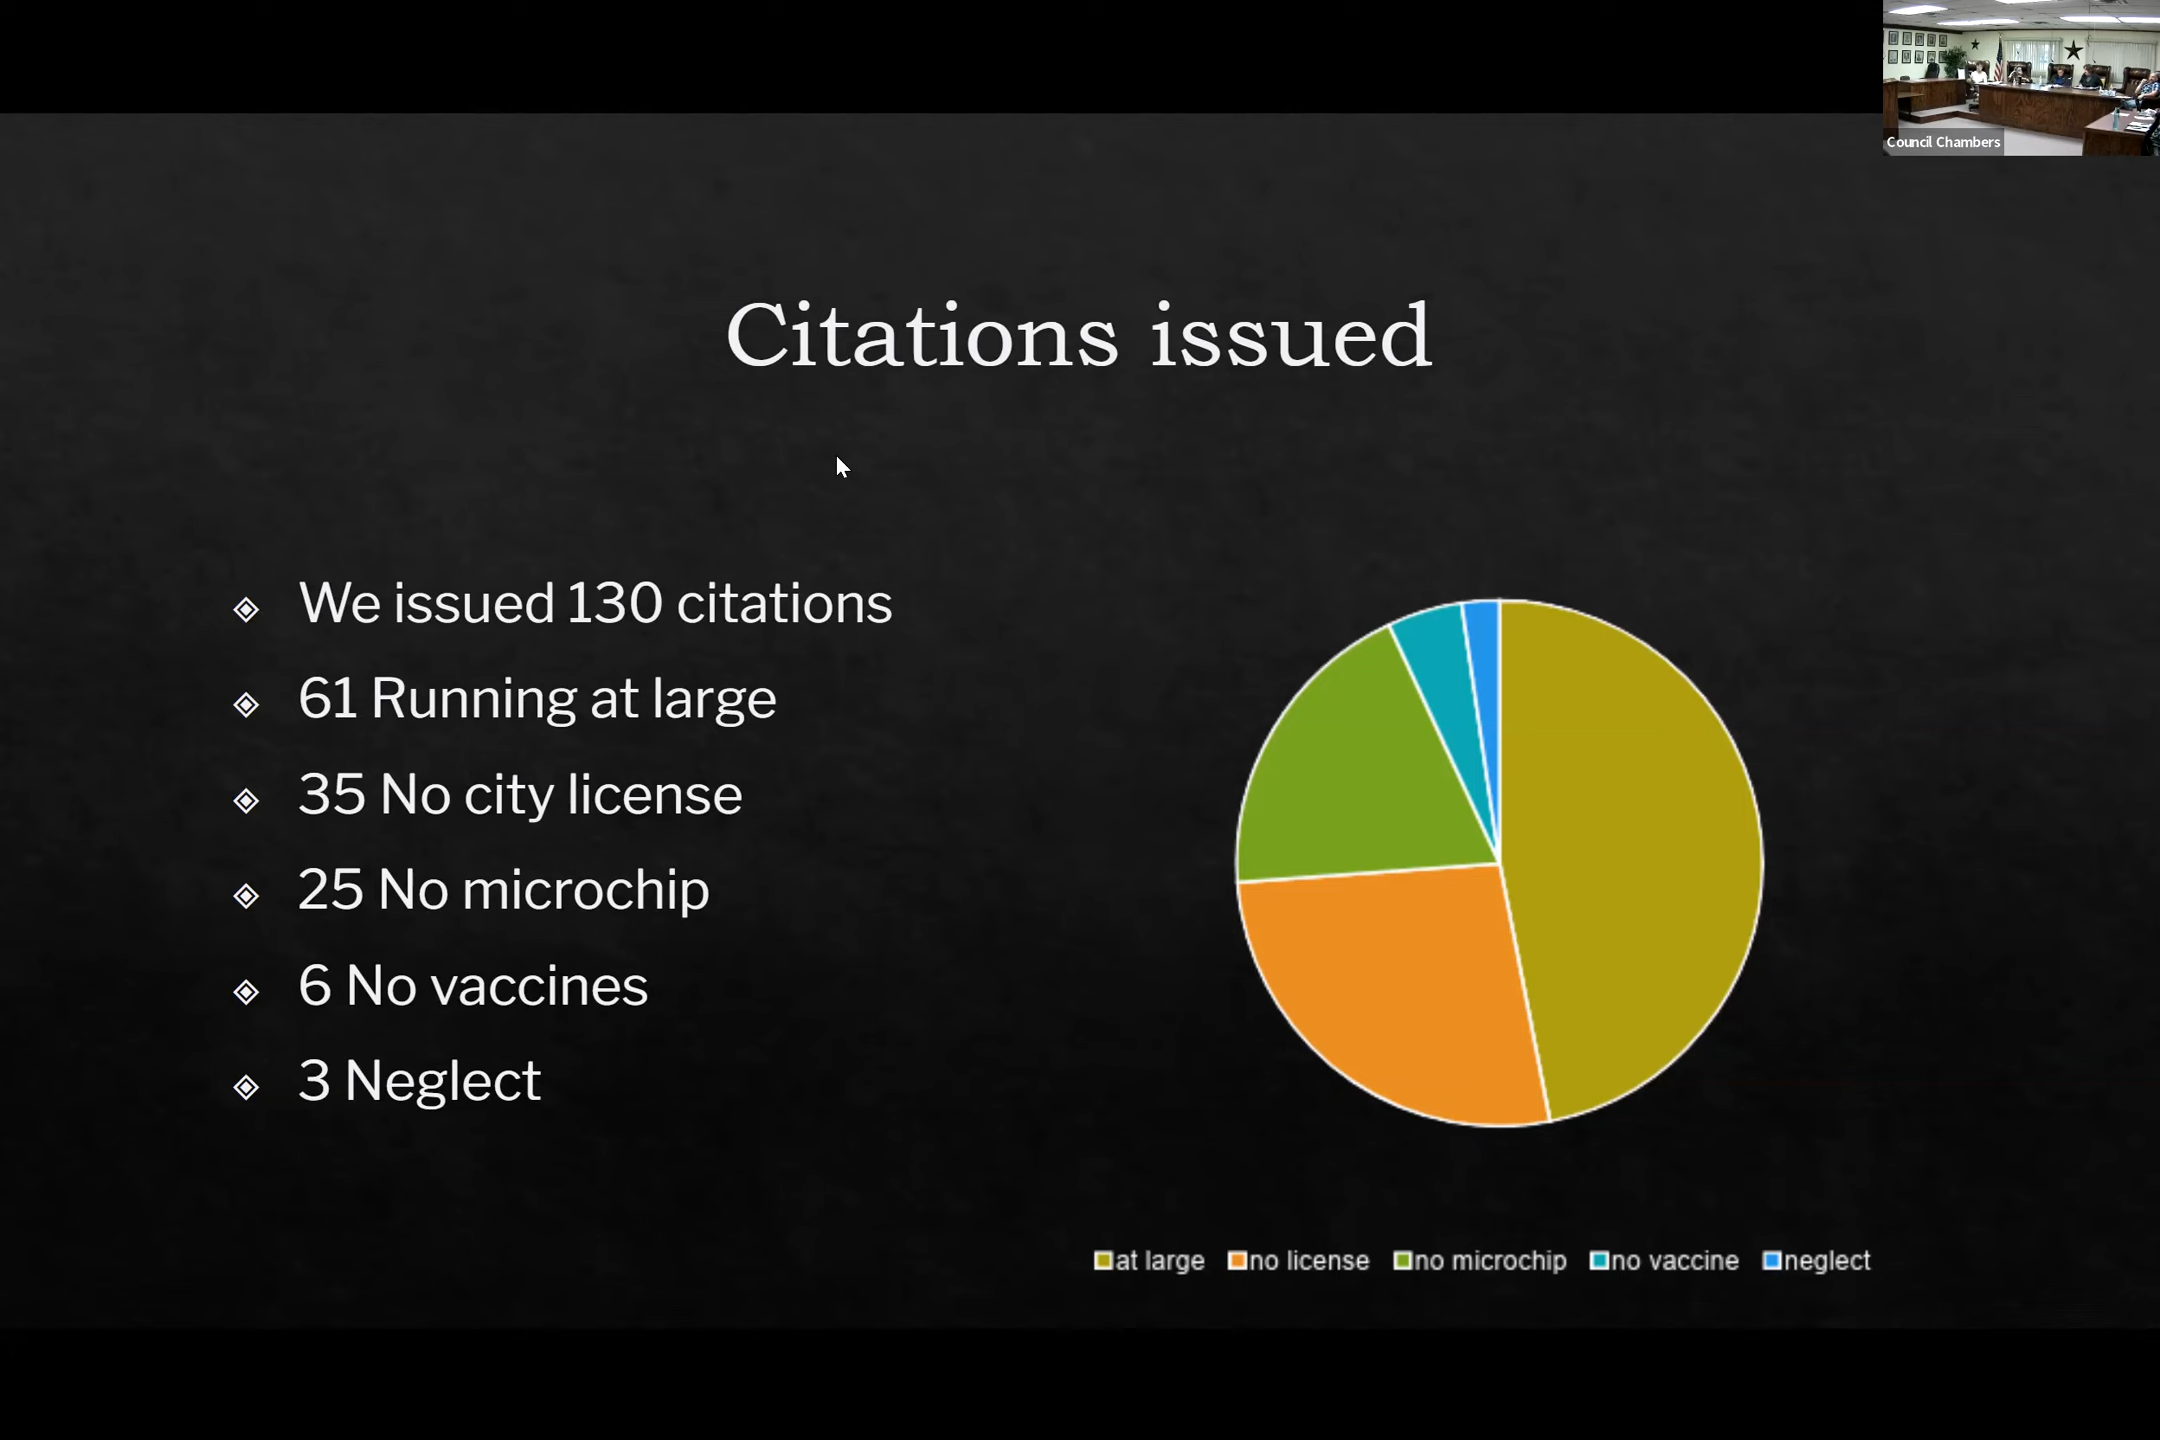 Council Chambers
Citations issued
We issued 130 citations
61 Running at large
35 No city license
25 No microchip
6 No vaccines
3 Neglect
at large no license no microchip no vaccine neglect